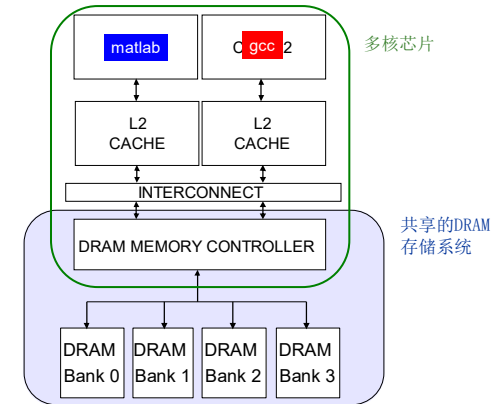 matlab
gcc
多核芯片
L2
CACHE
L2
CACHE
INTERCONNECT
共享的DRAM
存储系统
DRAM MEMORY CONTROLLER
DRAM
Bank 0
DRAM
Bank 1
DRAM
Bank 2
DRAM
Bank 3